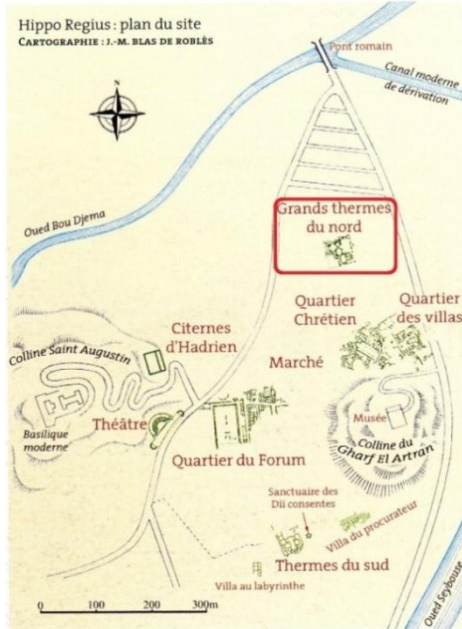 Hippo Regius : plan du site
CARTOGRAPHIE : J.-M. BLAS DE ROBLÈS
Pont romain
Canal moderne
de dérivation
N
Oued Bou Djema
Grands thermes
du nord
Quartier
Chrétien
Quartier
des villas
Citernes
d'Hadrien
Marché
Colline Saint Augustin
Basilique
moderne
Théâtre
Musée
Colline du
Gharf El Artran
Quartier du Forum
Sanctuaire des
Dii consentes
Villa du procurateur
Thermes du sud
Villa au labyrinthe
Oued Seybouse
0 100 200 300m